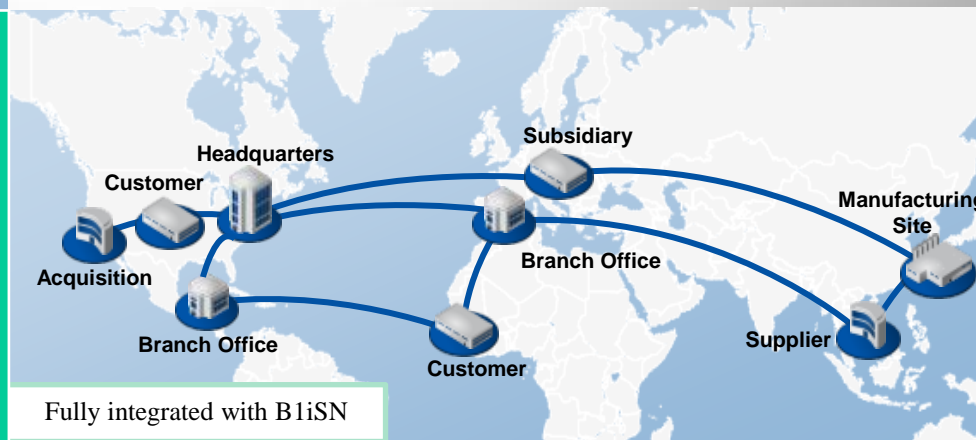 Subsidiary
Headquarters
Customer
Manufacturing
Site
Acquisition
Branch Office
Branch Office
Supplier
Customer
Fully integrated with B1iSN